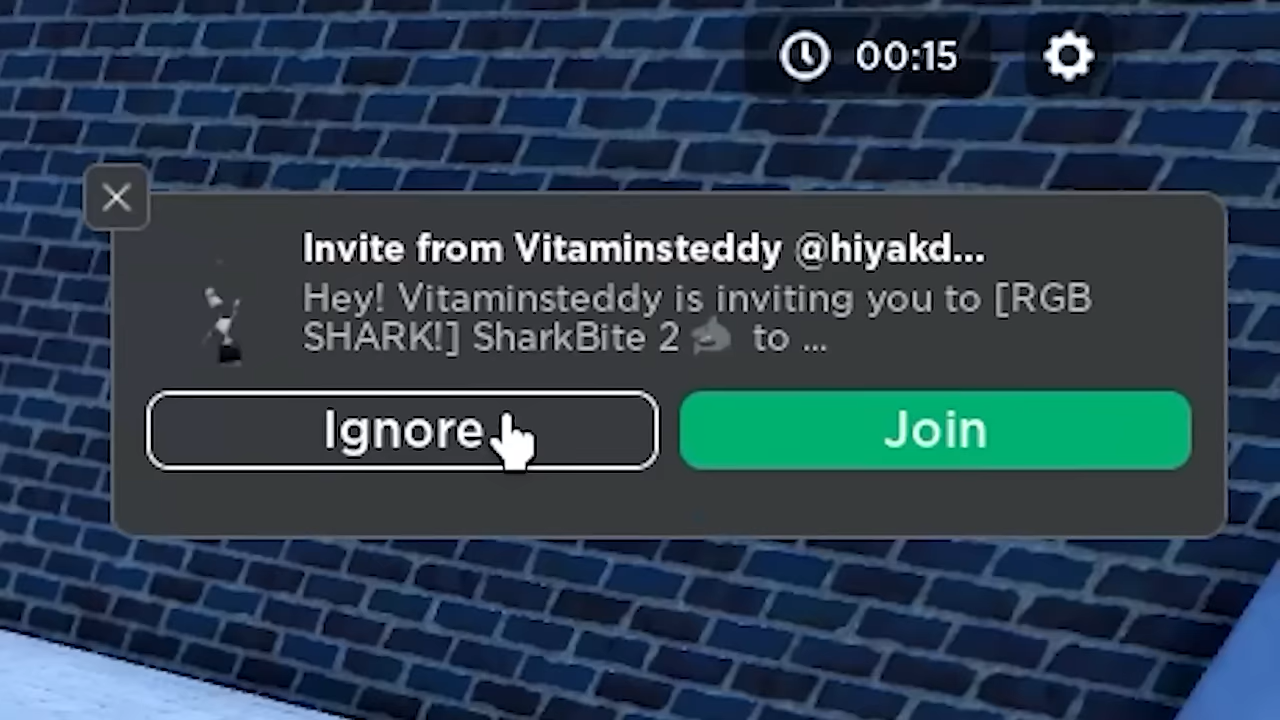 00:15
Invite from Vitaminsteddy @hiyakd...
Hey! Vitaminsteddy is inviting you to [RGB
SHARK!] SharkBite 2 🦈 to ...
Ignore
Join